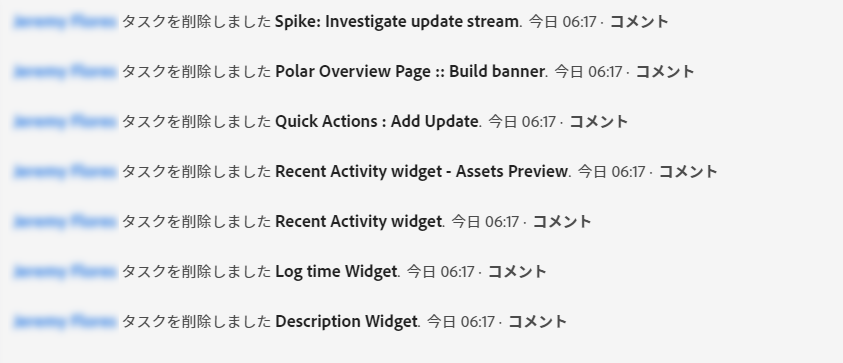 タスクを削除しました Spike: Investigate update stream. 今日 06:17 · コメント
タスクを削除しました Polar Overview Page :: Build banner. 今日 06:17 · コメント
タスクを削除しました Quick Actions : Add Update. 今日 06:17 · コメント
タスクを削除しました Recent Activity widget - Assets Preview. 今日 06:17 · コメント
タスクを削除しました Recent Activity widget. 今日 06:17 · コメント
タスクを削除しました Log time Widget. 今日 06:17 · コメント
タスクを削除しました Description Widget. 今日 06:17 · コメント